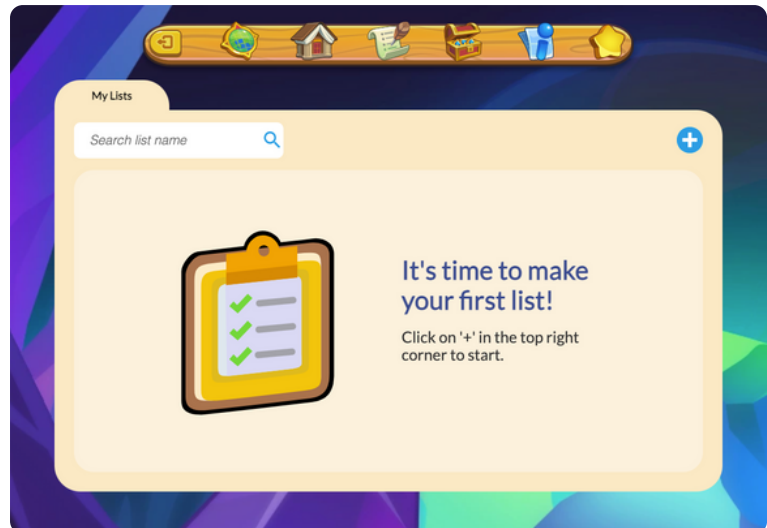 My Lists
Search list name
It's time to make
your first list!
Click on '+' in the top right
corner to start.